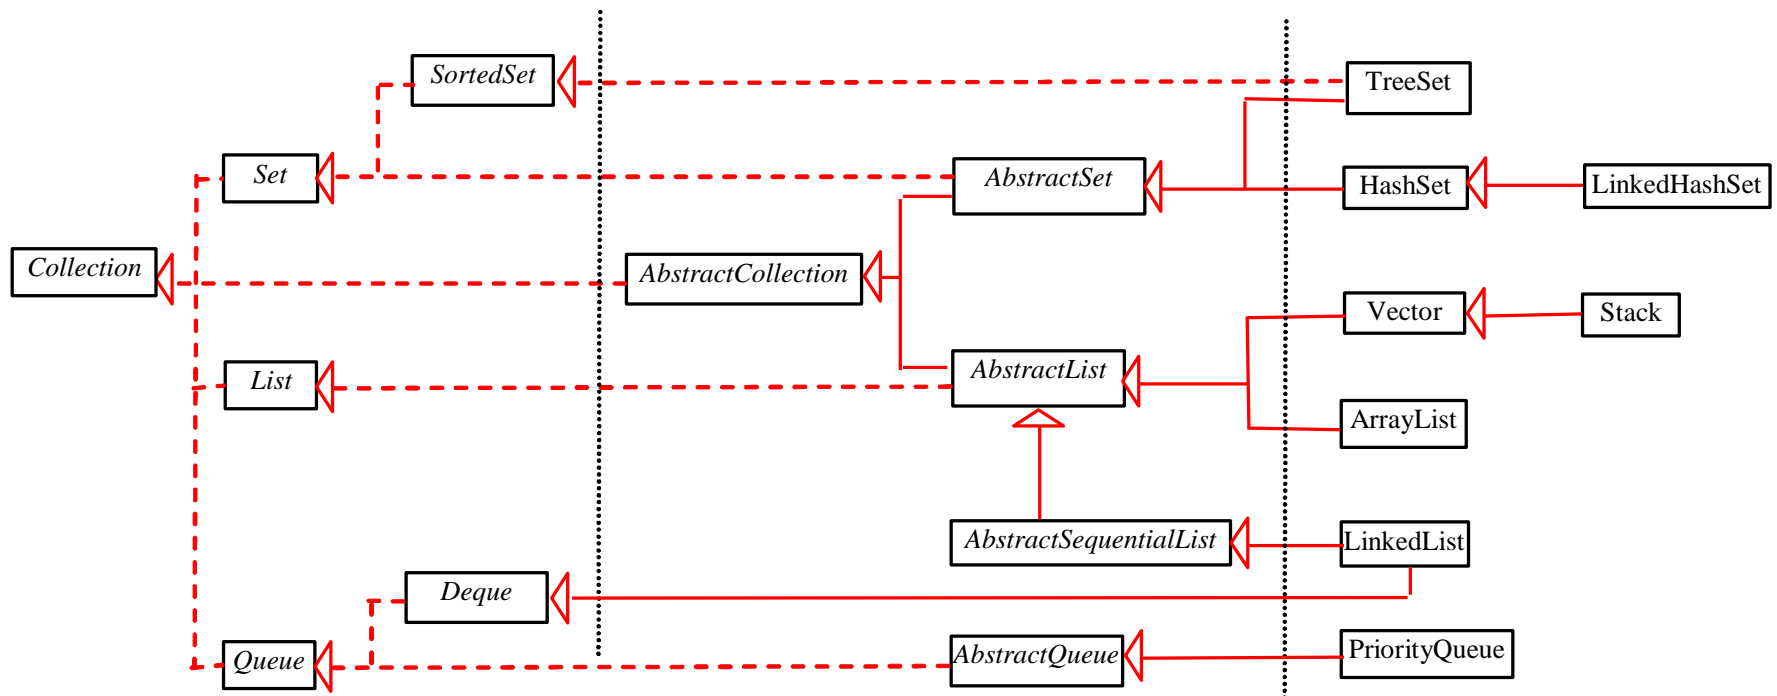 SortedSet
TreeSet
Set
AbstractSet
HashSet
LinkedHashSet
Collection
AbstractCollection
Vector
Stack
List
AbstractList
ArrayList
AbstractSequentialList
LinkedList
Deque
Queue
AbstractQueue
PriorityQueue